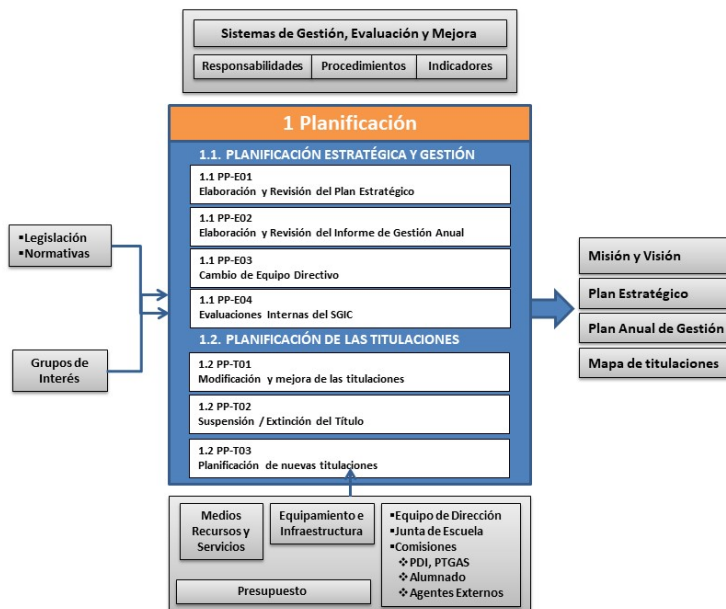 Sistemas de Gestión, Evaluación y Mejora
Responsabilidades
Procedimientos
Indicadores
1 Planificación
1.1. PLANIFICACIÓN ESTRATÉGICA Y GESTIÓN
1.1 PP-E01
Elaboración y Revisión del Plan Estratégico
1.1 PP-E02
Elaboración y Revisión del Informe de Gestión Anual
1.1 PP-E03
Cambio de Equipo Directivo
1.1 PP-E04
Evaluaciones Internas del SGIC
1.2. PLANIFICACIÓN DE LAS TITULACIONES
1.2 PP-T01
Modificación y mejora de las titulaciones
1.2 PP-T02
Suspensión / Extinción del Título
1.2 PP-T03
Planificación de nuevas titulaciones
▪Legislación
▪Normativas
Grupos de
Interés
Misión y Visión
Plan Estratégico
Plan Anual de Gestión
Mapa de titulaciones
Medios
Recursos y
Servicios
Equipamiento e
Infraestructura
Presupuesto
▪Equipo de Dirección
▪Junta de Escuela
▪Comisiones
❖PDI, PTGAS
❖Alumnado
❖Agentes Externos